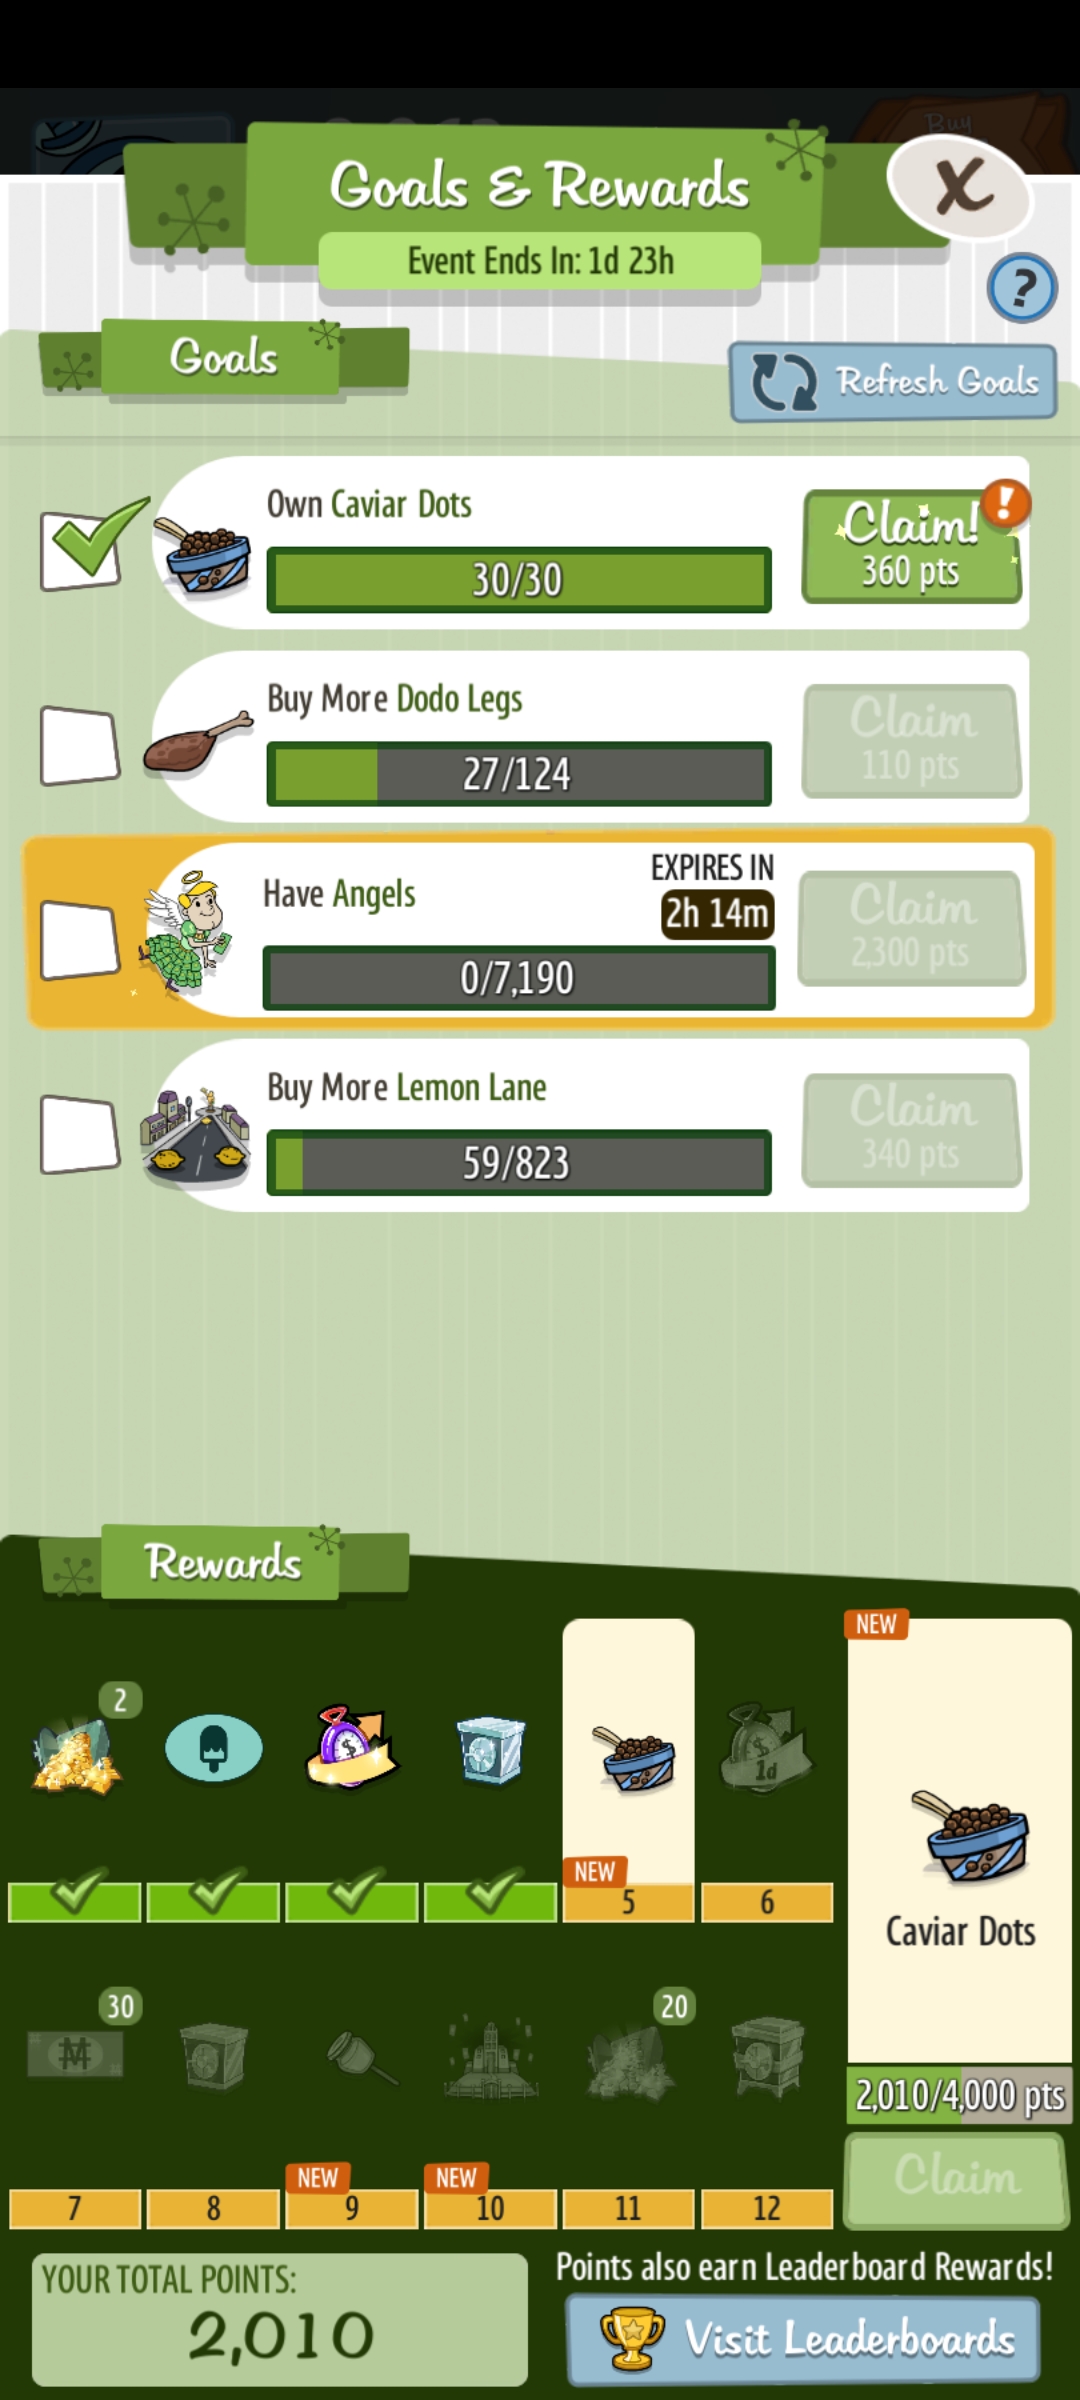 Buy
Goals & Rewards
X
Event Ends In: 1d 23h
?
Goals
Refresh Goals
Own Caviar Dots
30/30
!
Claim!
360 pts
Buy More Dodo Legs
27/124
Claim
110 pts
Have Angels
EXPIRES IN
2h 14m
0/7,190
Claim
2,300 pts
Buy More Lemon Lane
59/823
Claim
340 pts
Rewards
2
1d
NEW
5
6
NEW
Caviar Dots
2,010/4,000 pts
Claim
30
20
7
8
NEW
9
NEW
10
11
12
YOUR TOTAL POINTS:
2,010
Points also earn Leaderboard Rewards!
Visit Leaderboards